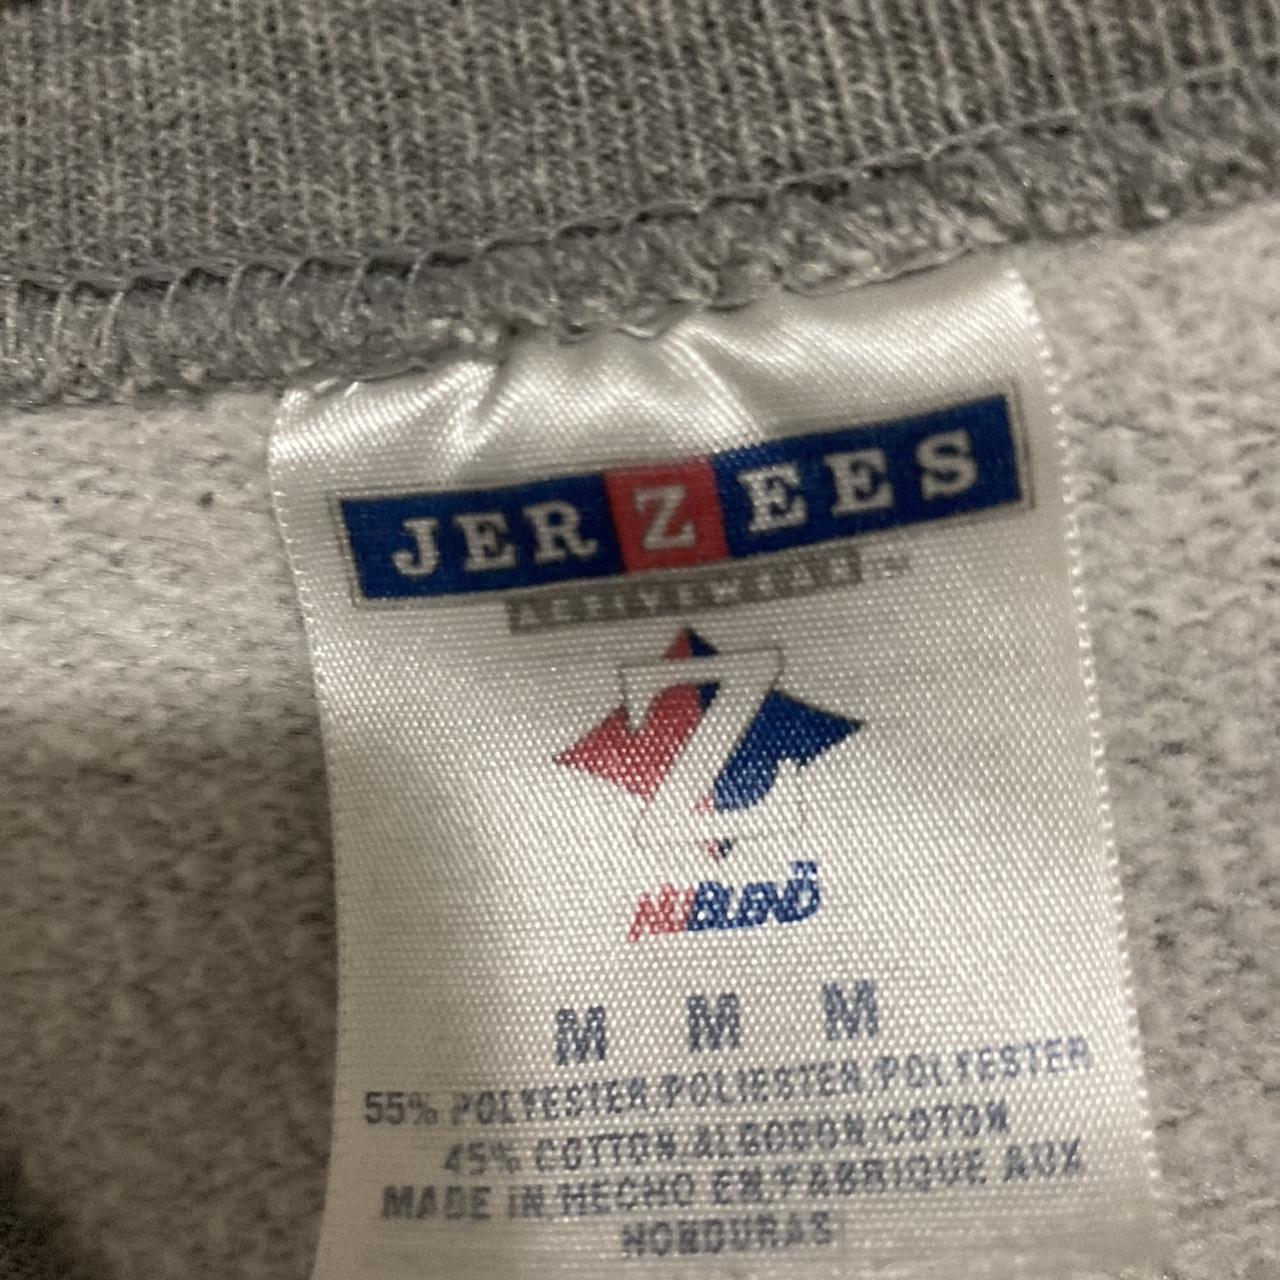 JERZEES
ACTIVEWEAR
Z
NUBLEND
M M M
55% POLYESTER/POLIESTER/POLYESTER
45% COTTON/ALGODON/COTON
MADE IN/HECHO EN/FABRIQUE AUX
HONDURAS